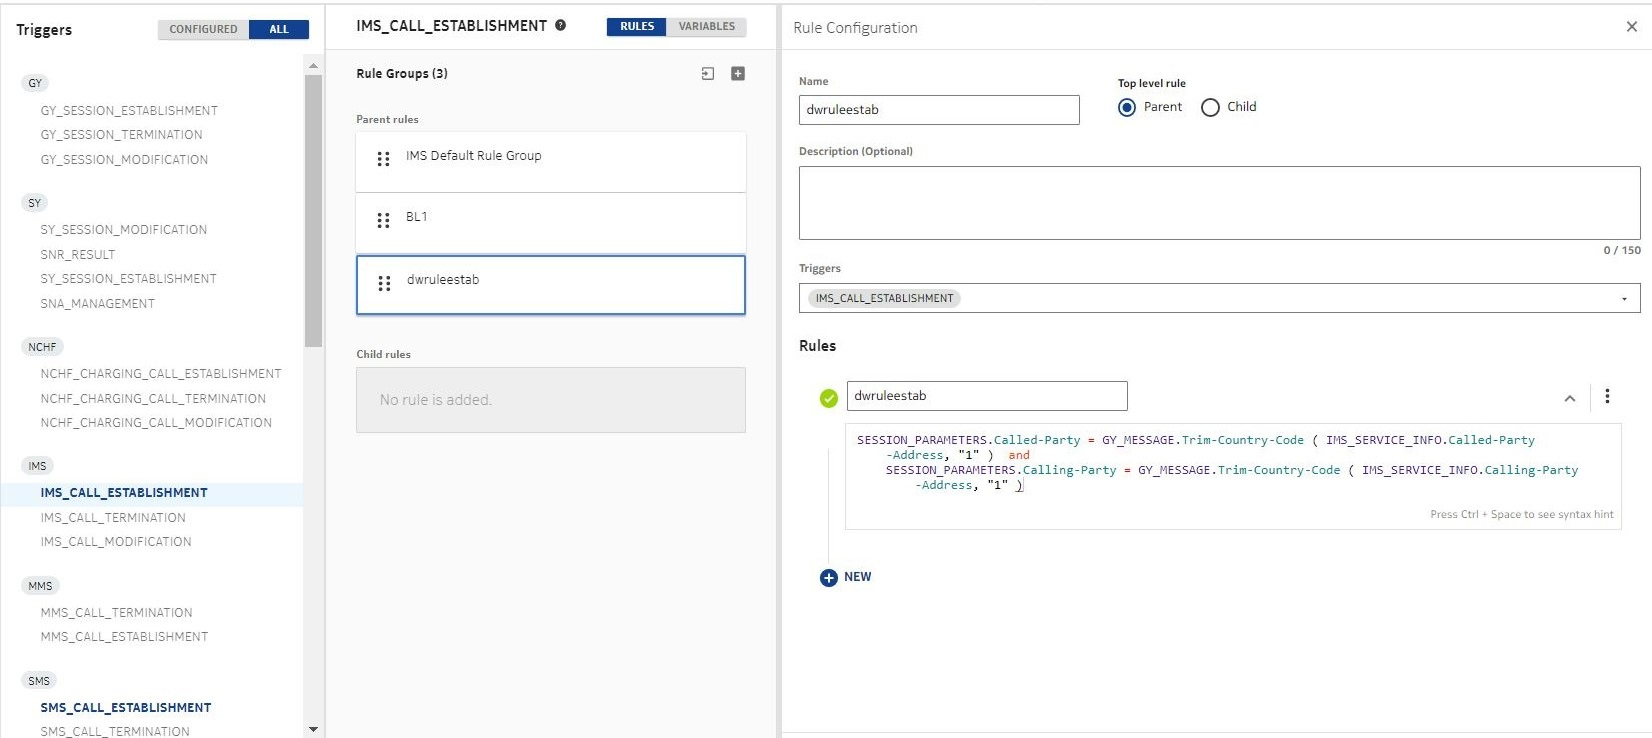 Triggers
CONFIGURED
ALL
GY
GY_SESSION_ESTABLISHMENT
GY_SESSION_TERMINATION
GY_SESSION_MODIFICATION
SY
SY_SESSION_MODIFICATION
SNR_RESULT
SY_SESSION_ESTABLISHMENT
SNA_MANAGEMENT
NCHF
NCHF_CHARGING_CALL_ESTABLISHMENT
NCHF_CHARGING_CALL_TERMINATION
NCHF_CHARGING_CALL_MODIFICATION
IMS
IMS_CALL_ESTABLISHMENT
IMS_CALL_TERMINATION
IMS_CALL_MODIFICATION
MMS
MMS_CALL_TERMINATION
MMS_CALL_ESTABLISHMENT
SMS
SMS_CALL_ESTABLISHMENT
SMS_CALL_TERMINATION
IMS_CALL_ESTABLISHMENT ?
RULES
VARIABLES
Rule Groups (3)
Parent rules
IMS Default Rule Group
BL1
dwruleestab
Child rules
No rule is added.
Rule Configuration
Name
dwruleestab
Top level rule
Parent
Child
Description (Optional)
0 / 150
Triggers
IMS_CALL_ESTABLISHMENT
Rules
dwruleestab
SESSION_PARAMETERS.Called-Party = GY_MESSAGE.Trim-Country-Code ( IMS_SERVICE_INFO.Called-Party
-Address, "1" )  and
SESSION_PARAMETERS.Calling-Party = GY_MESSAGE.Trim-Country-Code ( IMS_SERVICE_INFO.Calling-Party
-Address, "1" )
Press Ctrl + Space to see syntax hint
NEW